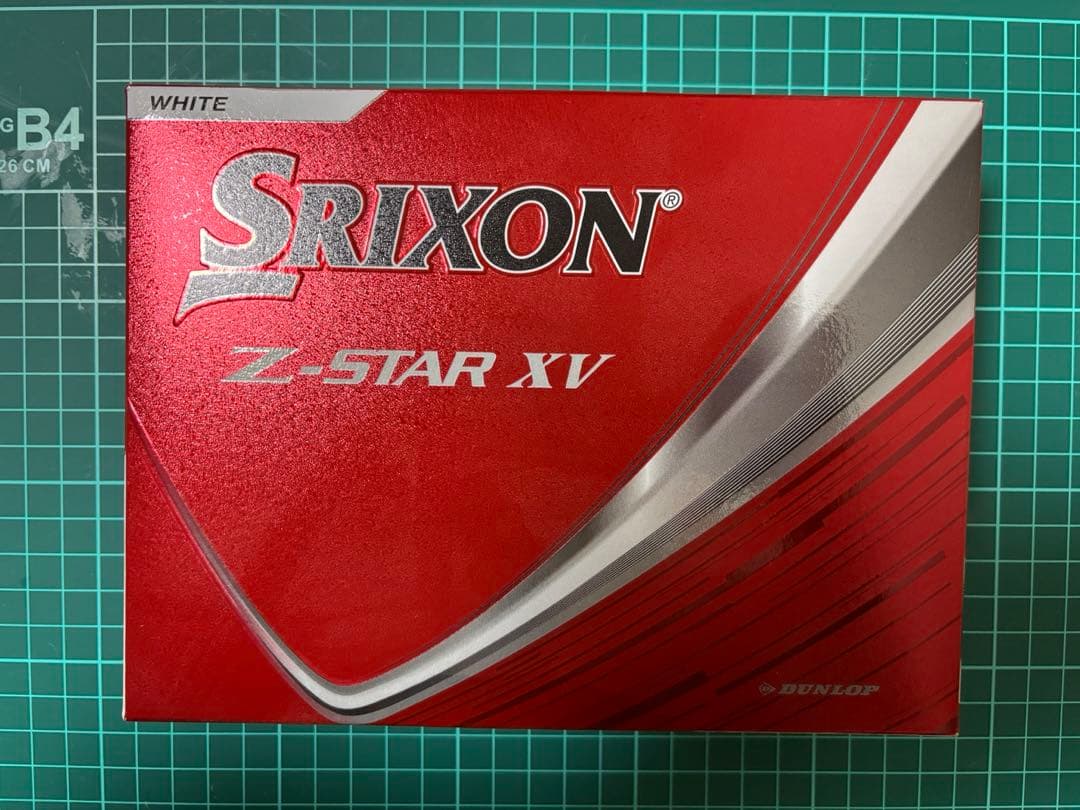 WHITE
B4
26 CM
SRIXON®
Z-STAR XV
DUNLOP